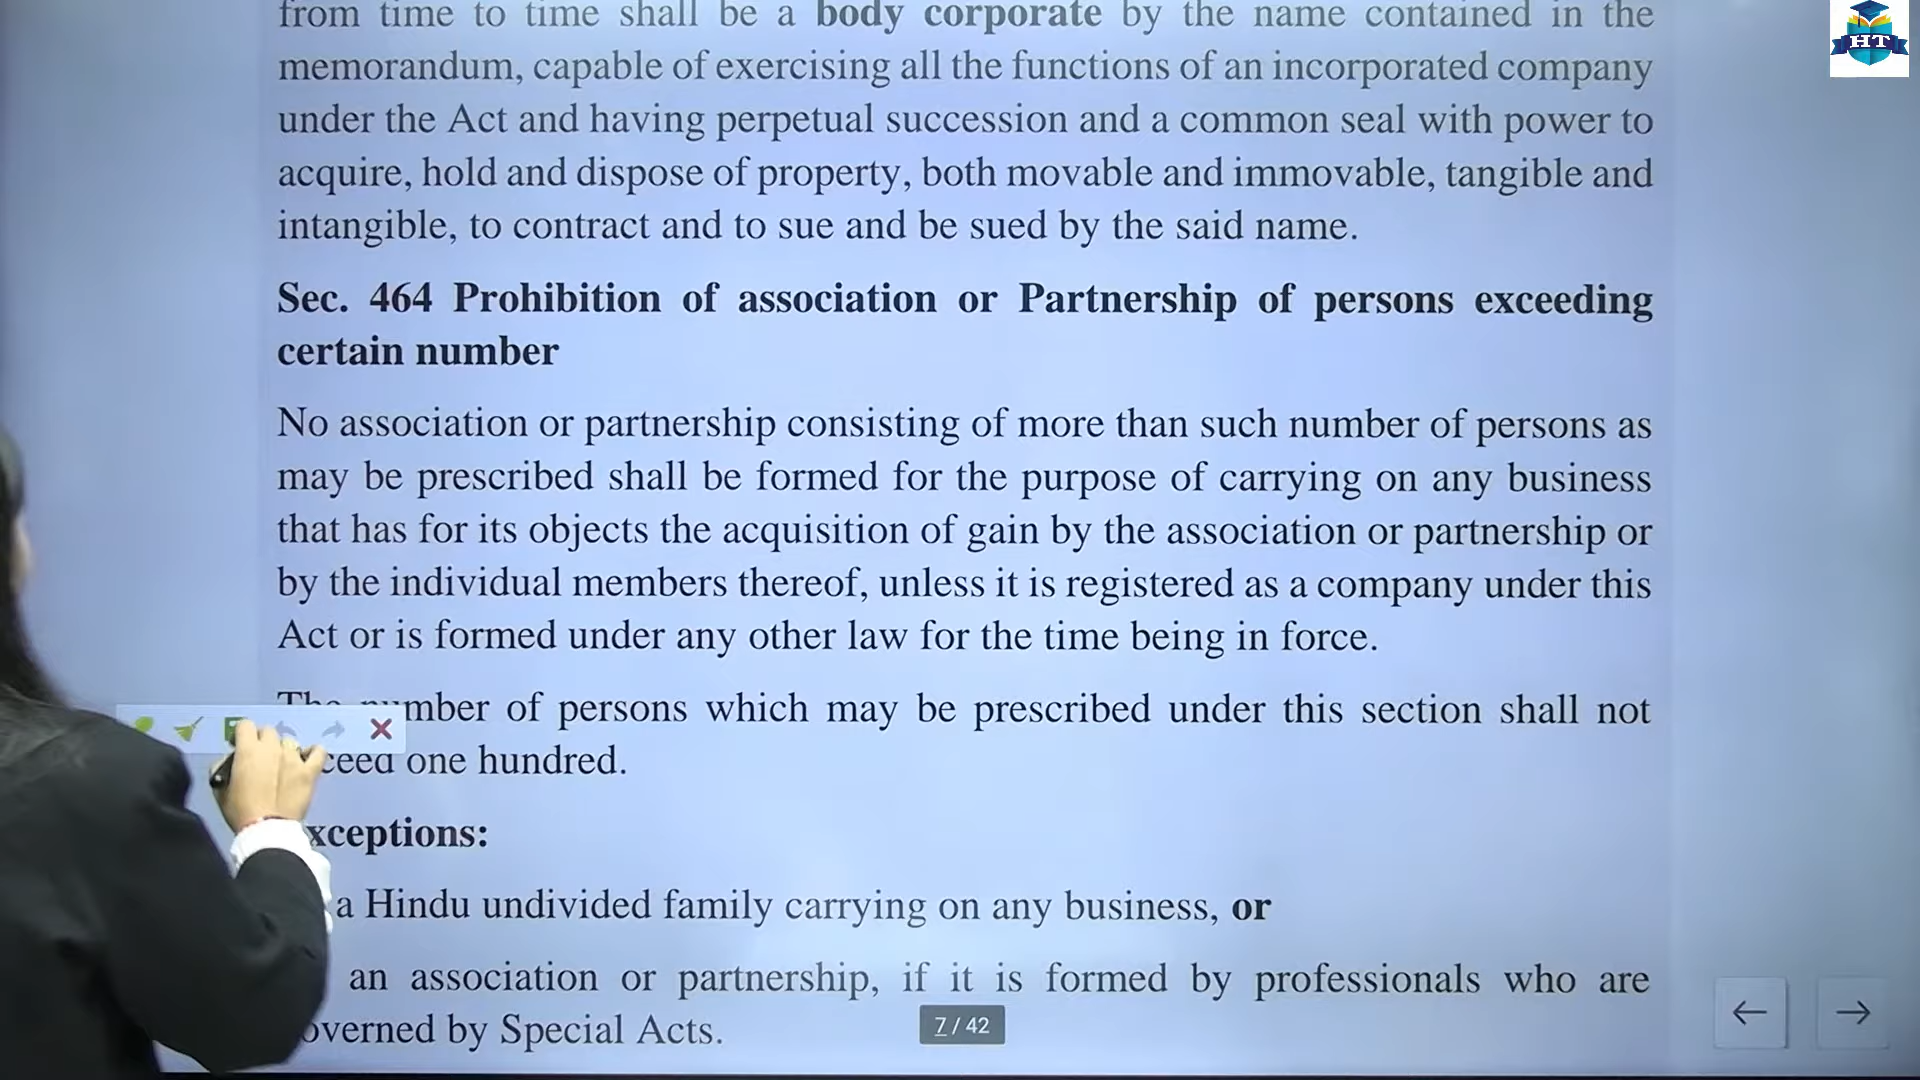 from time to time shall be a body corporate by the name contained in the
memorandum, capable of exercising all the functions of an incorporated company
under the Act and having perpetual succession and a common seal with power to
acquire, hold and dispose of property, both movable and immovable, tangible and
intangible, to contract and to sue and be sued by the said name.
Sec. 464 Prohibition of association or Partnership of persons exceeding
certain number
No association or partnership consisting of more than such number of persons as
may be prescribed shall be formed for the purpose of carrying on any business
that has for its objects the acquisition of gain by the association or partnership or
by the individual members thereof, unless it is registered as a company under this
Act or is formed under any other law for the time being in force.
The number of persons which may be prescribed under this section shall not
ceed one hundred.
xceptions:
a Hindu undivided family carrying on any business, or
an association or partnership, if it is formed by professionals who are
overned by Special Acts.
7 / 42
HT